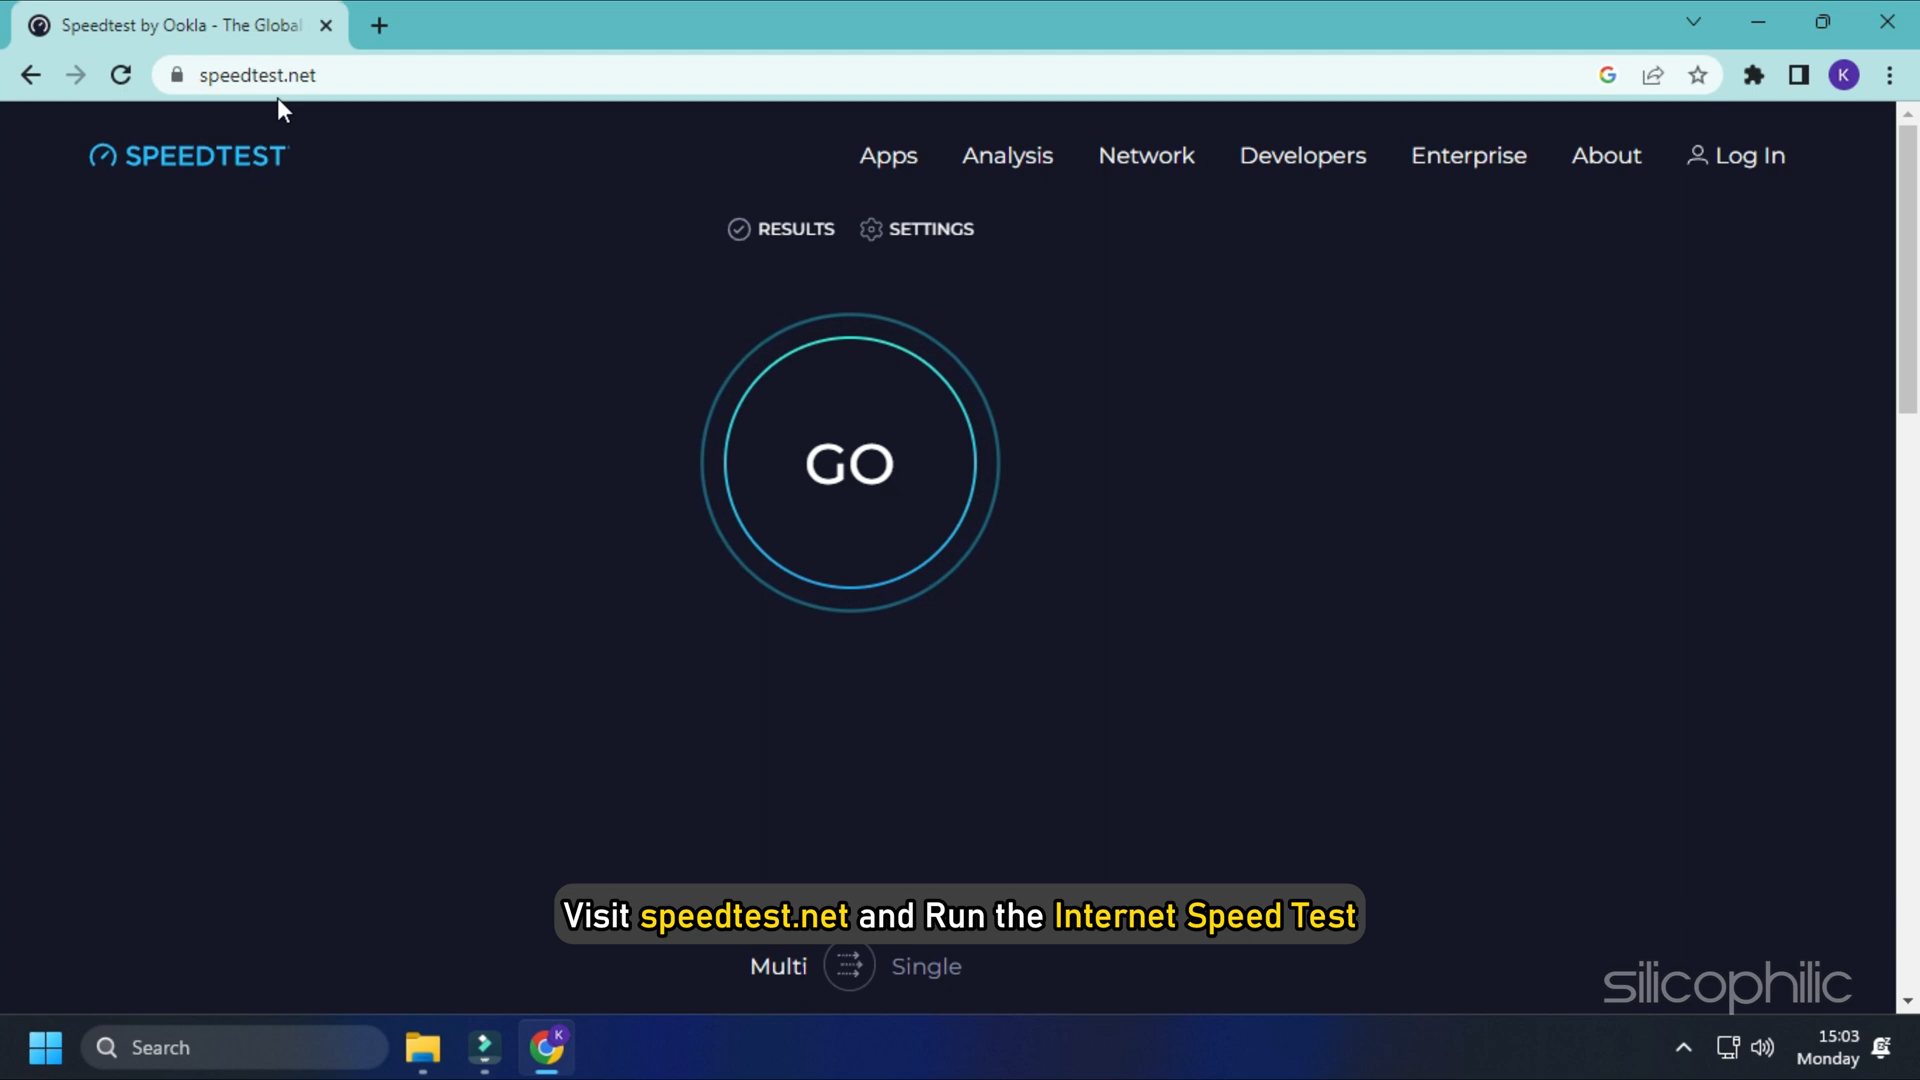 Speedtest by Ookla - The Global
speedtest.net
K
SPEEDTEST
Apps Analysis Network Developers Enterprise About Log In
RESULTS SETTINGS
GO
Visit speedtest.net and Run the Internet Speed Test
Multi Single
silicophilic
Search
K
15:03
Monday